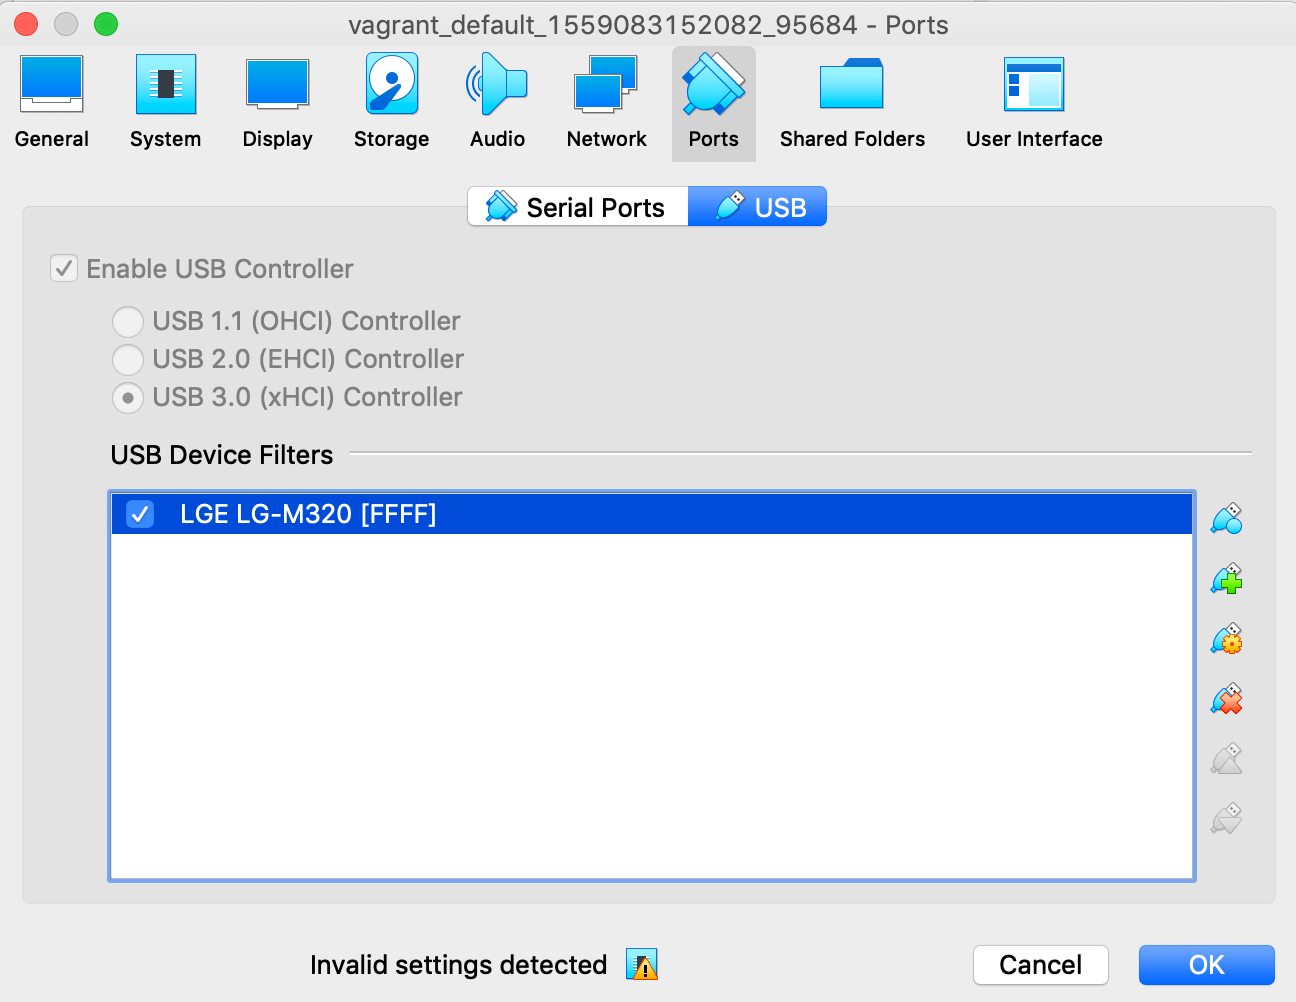 vagrant_default_1559083152082_95684 - Ports
General System Display Storage Audio Network Ports Shared Folders User Interface
Serial Ports USB
Enable USB Controller
USB 1.1 (OHCI) Controller
USB 2.0 (EHCI) Controller
USB 3.0 (xHCI) Controller
USB Device Filters
LGE LG-M320 [FFFF]
Invalid settings detected Cancel OK